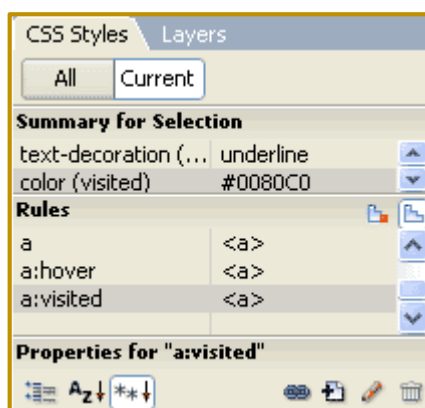 CSS Styles Layers
All Current
Summary for Selection
text-decoration (... underline
color (visited) #0080C0
Rules
a <a>
a:hover <a>
a:visited <a>
Properties for "a:visited"
AZ↓ **↓